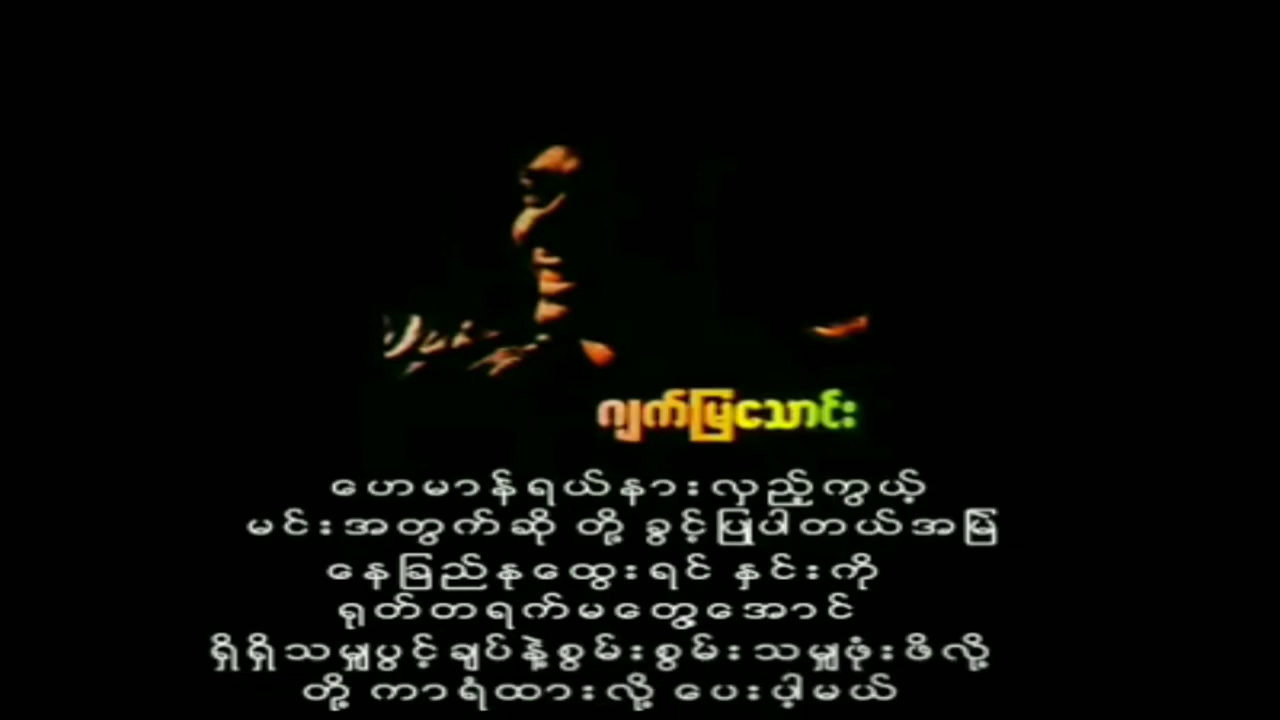 ဂျက်မြသောင်း
ဟေမာန်ရယ်နားလှည့်ကွယ့်
မင်းအတွက်ဆို တို့ ခွင့်ပြုပါတယ်အမြဲ
နေခြည်နုထွေးရင် နှင်းကို
ရုတ်တရက်မတွေ့အောင်
ရှိရှိသမျှပွင့်ချပ်နဲ့စွမ်းစွမ်းသမျှဖုံးဖိလို့
တို့ ကာရံထားလို့ ပေးပါ့မယ်